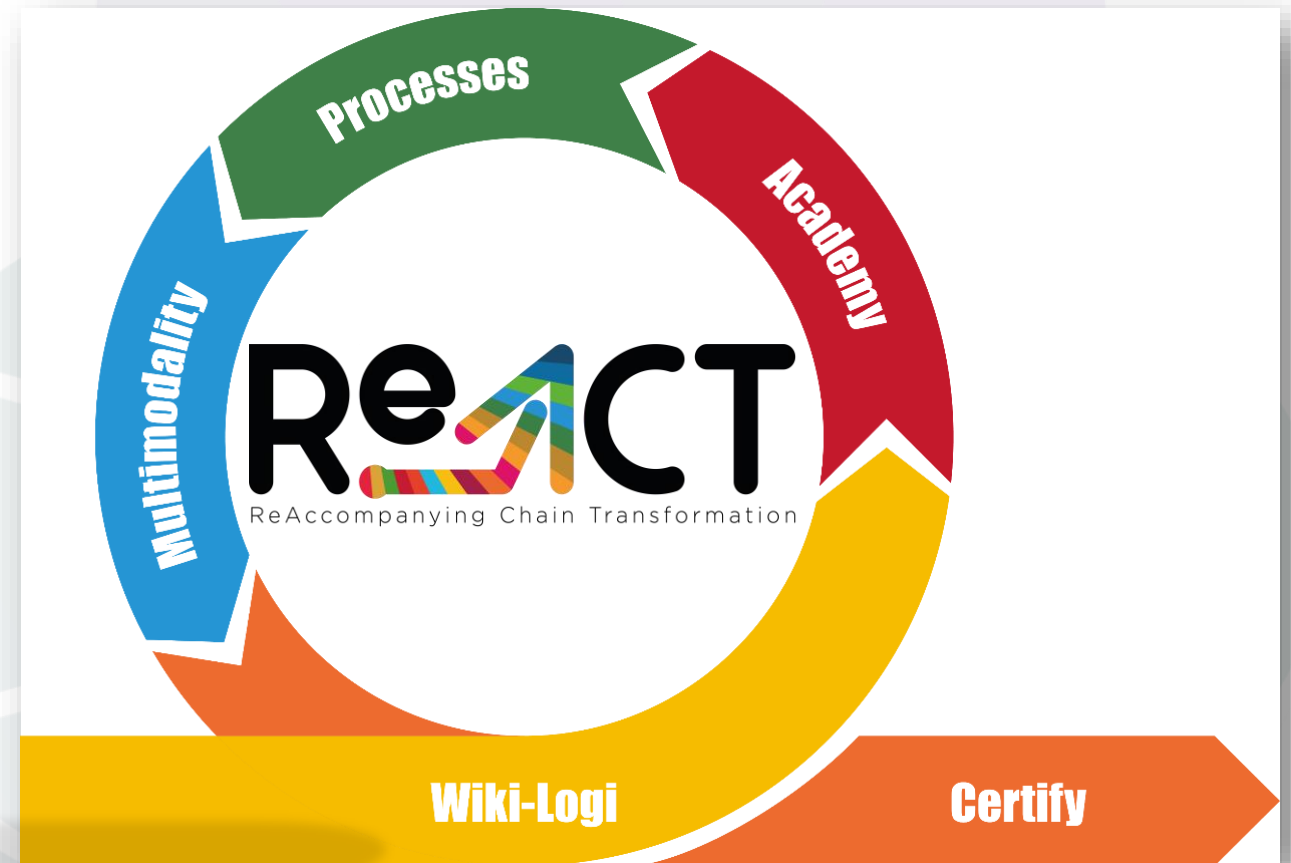 Processes
Academy
Multimodality
ReACT
ReAccompanying Chain Transformation
Wiki-Logi
Certify